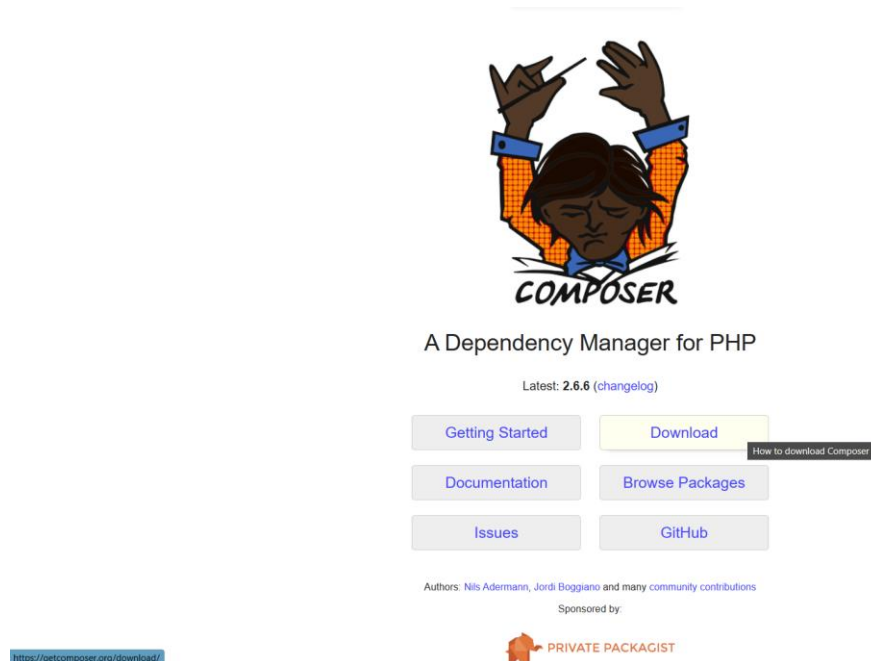 COMPOSER
A Dependency Manager for PHP
Latest: 2.6.6 (changelog)
Getting Started
Download
How to download Composer
Documentation
Browse Packages
Issues
GitHub
Authors: Nils Adermann, Jordi Boggiano and many community contributions
Sponsored by:
PRIVATE PACKAGIST
https://getcomposer.org/download/